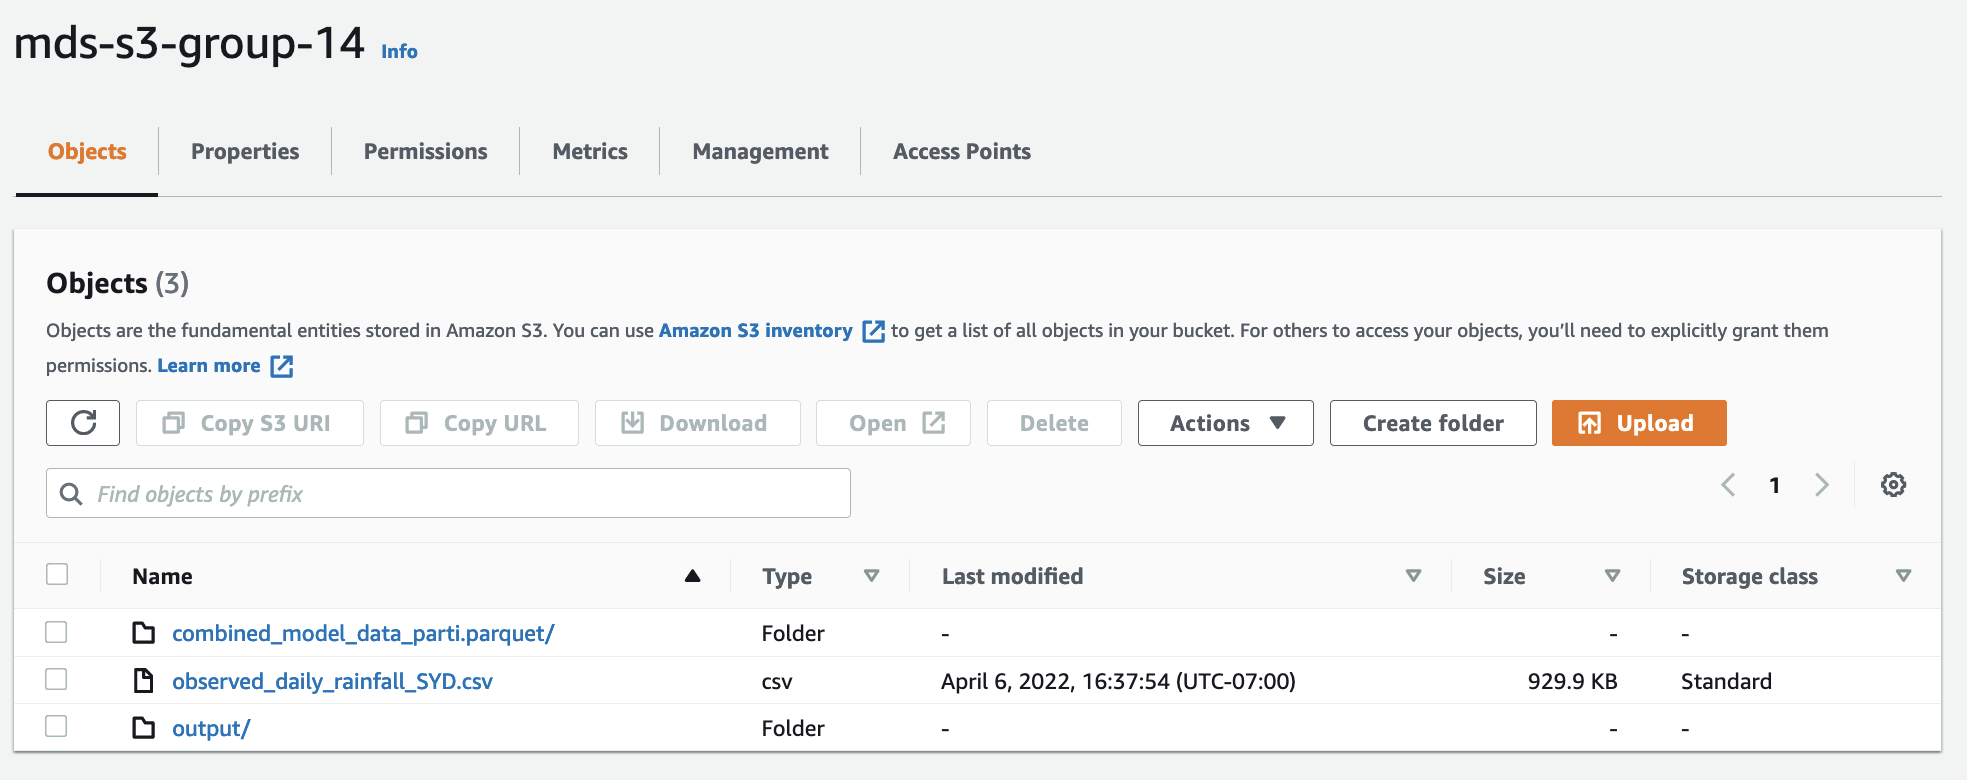 mds-s3-group-14 Info
Objects Properties Permissions Metrics Management Access Points
Objects (3)
Objects are the fundamental entities stored in Amazon S3. You can use Amazon S3 inventory to get a list of all objects in your bucket. For others to access your objects, you'll need to explicitly grant them
permissions. Learn more
Copy S3 URI Copy URL Download Open Delete Actions Create folder Upload
Find objects by prefix 1
Name Type Last modified Size Storage class
combined_model_data_parti.parquet/ Folder - - -
observed_daily_rainfall_SYD.csv csv April 6, 2022, 16:37:54 (UTC-07:00) 929.9 KB Standard
output/ Folder - - -